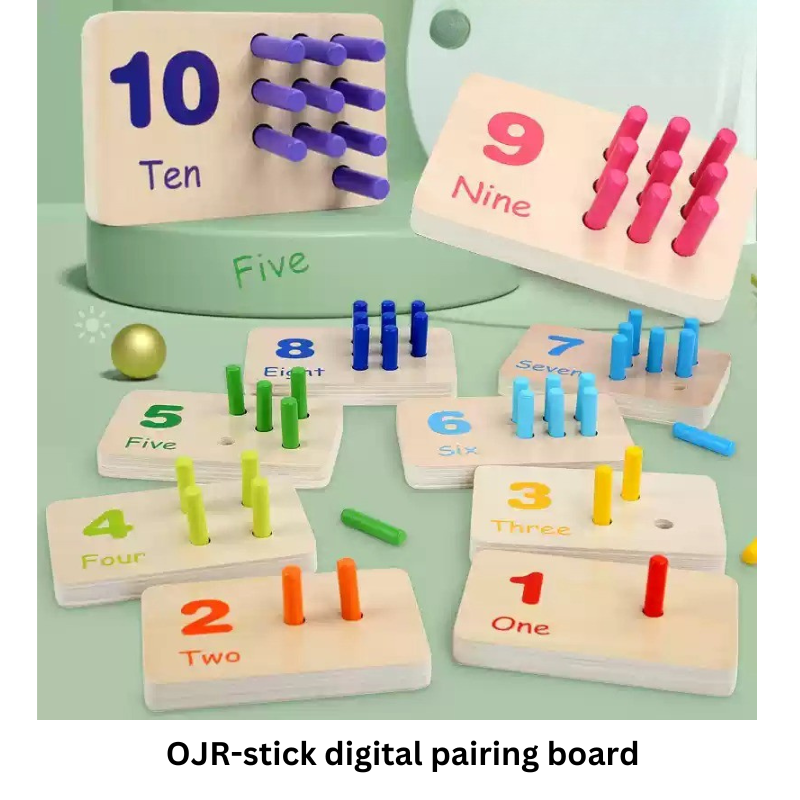 10
Ten
9
Nine
Five
8
Eight
7
Seven
5
Five
6
Six
4
Four
3
Three
2
Two
1
One
OJR-stick digital pairing board